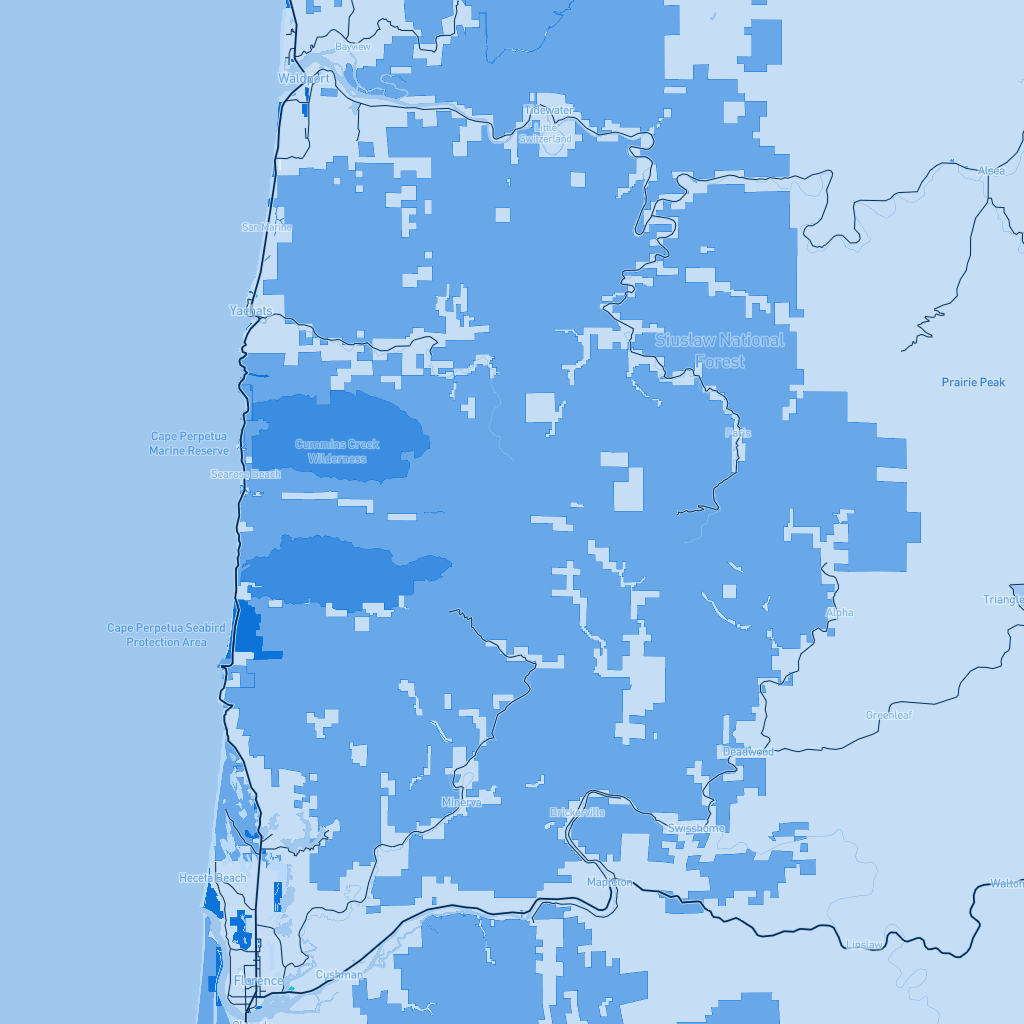 Bayview
Waldport
Tidewater
Little
Switzerland
Alsea
San Marine
Yachats
Siuslaw National
Forest
Prairie Peak
Cape Perpetua
Marine Reserve
Cummins Creek
Wilderness
Paris
Searose Beach
Triangle
Alpha
Cape Perpetua Seabird
Protection Area
Greenleaf
Deadwood
Minerva
Brickerville
Swisshome
Heceta Beach
Mapleton
Walton
Linslaw
Cushman
Florence